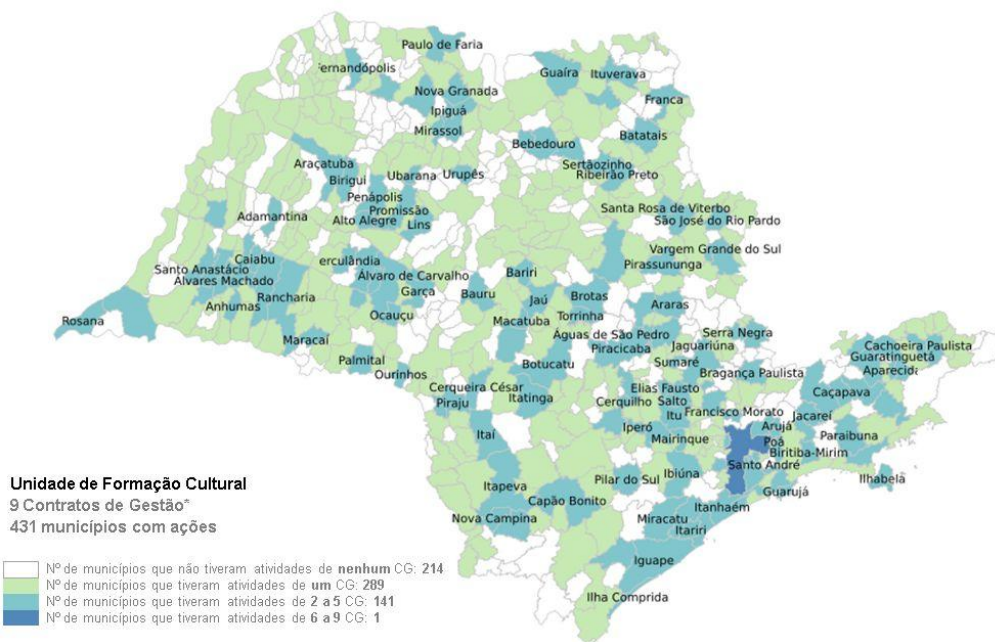 Paulo de Faria
ernandópolis
Guaíra
Ituverava
Nova Granada
Franca
Ipiguá
Mirassol
Batatais
Bebedouro
Araçatuba
Sertãozinho
Ubarana
Urupês
Ribeirão Preto
Birigui
Penápolis
Promissão
Santa Rosa de Viterbo
Adamantina
Alto Alegre
São José do Rio Pardo
Lins
Vargem Grande do Sul
Caiabu
erculândia
Pirassununga
Santo Anastácio
Álvaro de Carvalho
Bariri
Álvares Machado
Garça
Bauru
Jaú
Brotas
Araras
Rancharia
Anhumas
Ocauçu
Macatuba
Torrinha
Rosana
Águas de São Pedro
Serra Negra
Maracaí
Piracicaba
Jaguariúna
Cachoeira Paulista
Palmital
Botucatu
Sumaré
Guaratinguetá
Ourinhos
Bragança Paulista
Aparecida
Cerqueira César
Elias Fausto
Caçapava
Piraju
Itatinga
Cerquilho
Salto
Itu
Francisco Morato
Jacareí
Itaí
Iperó
Arujá
Mairinque
Poá
Paraibuna
Biritiba-Mirim
Santo André
Unidade de Formação Cultural
Itapeva
Pilar do Sul
Ibiúna
Ilhabela
9 Contratos de Gestão*
Capão Bonito
Guarujá
431 municípios com ações
Nova Campina
Itanhaém
Miracatu
Itariri
Iguape
Ilha Comprida
Nº de municípios que não tiveram atividades de nenhum CG: 214
Nº de municípios que tiveram atividades de um CG: 289
Nº de municípios que tiveram atividades de 2 a 5 CG: 141
Nº de municípios que tiveram atividades de 6 a 9 CG: 1